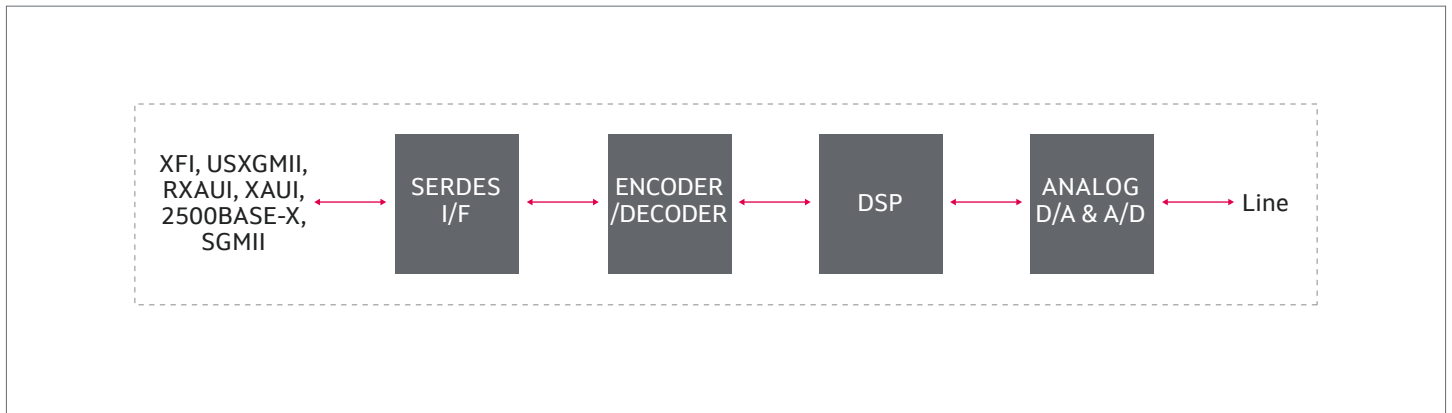 XFI, USXGMII,
RXAUI, XAUI,
2500BASE-X,
SGMII
SERDES
I/F
ENCODER
/DECODER
DSP
ANALOG
D/A & A/D
Line